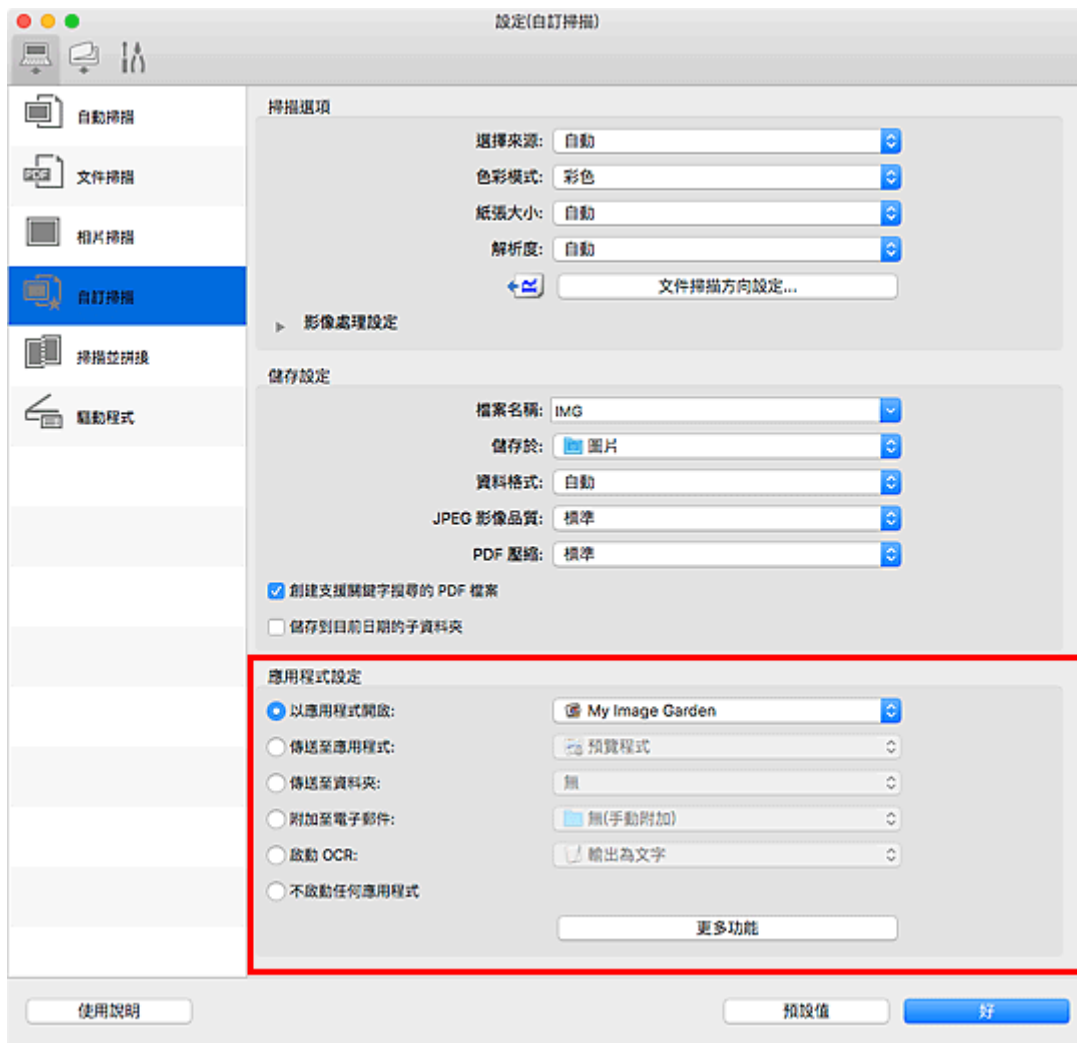 設定(自訂掃描)
自動掃描
文件掃描
相片掃描
自訂掃描
掃描並拼接
驅動程式
掃描選項
選擇來源: 自動
色彩模式: 彩色
紙張大小: 自動
解析度: 自動
文件掃描方向設定...
影像處理設定
儲存設定
檔案名稱: IMG
儲存於: 圖片
資料格式: 自動
JPEG 影像品質: 標準
PDF 壓縮: 標準
創建支援關鍵字搜尋的 PDF 檔案
儲存到目前日期的子資料夾
應用程式設定
以應用程式開啟: My Image Garden
傳送至應用程式: 預覽程式
傳送至資料夾: 無
附加至電子郵件: 無(手動附加)
啟動 OCR: 輸出為文字
不啟動任何應用程式
更多功能
使用說明
預設值
好